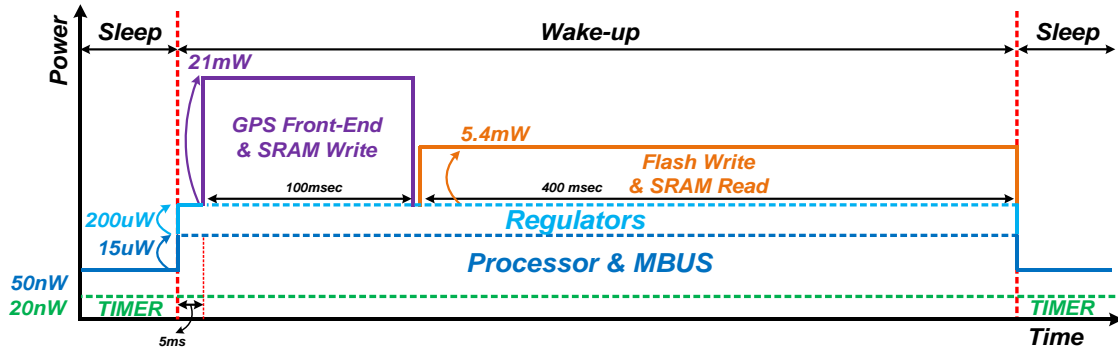 Power
Sleep
Wake-up
Sleep
21mW
GPS Front-End
& SRAM Write
5.4mW
Flash Write
& SRAM Read
100msec
400 msec
200uW
Regulators
15uW
Processor & MBUS
50nW
20nW
TIMER
TIMER
5ms
Time